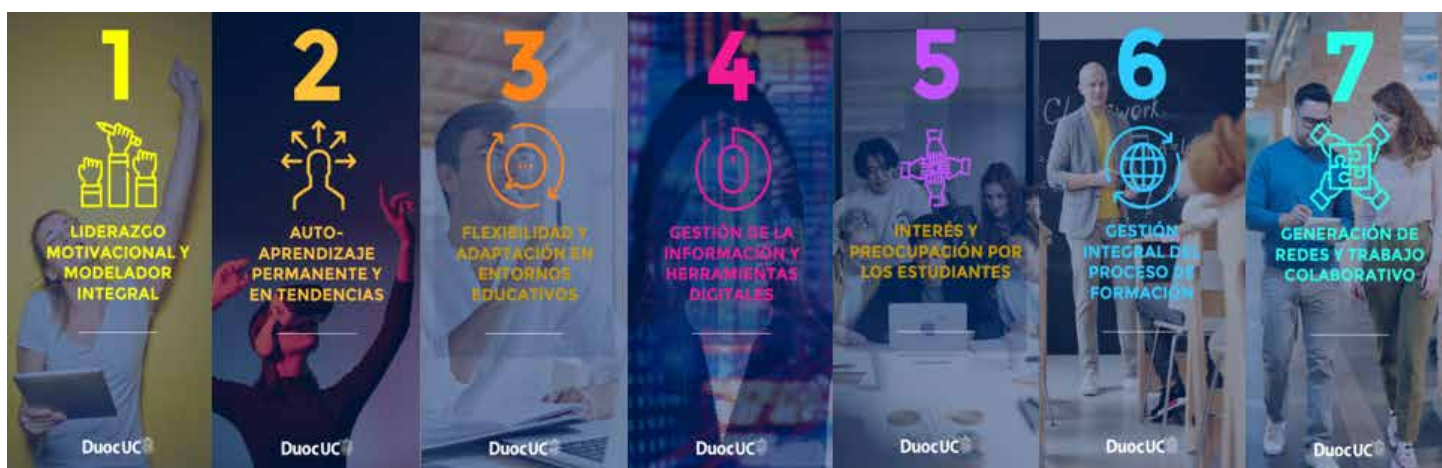 1
LIDERAZGO
MOTIVACIONAL Y
MODELADOR
INTEGRAL
DuocUC
2
AUTO-
APRENDIZAJE
PERMANENTE Y
EN TENDENCIAS
DuocUC
3
FLEXIBILIDAD Y
ADAPTACIÓN EN
ENTORNOS
EDUCATIVOS
DuocUC
4
GESTIÓN DE LA
INFORMACIÓN Y
HERRAMIENTAS
DIGITALES
DuocUC
5
INTERÉS Y
PREOCUPACIÓN POR
LOS ESTUDIANTES
DuocUC
6
GESTIÓN
INTEGRAL DEL
PROCESO DE
FORMACIÓN
DuocUC
7
GENERACIÓN DE
REDES Y TRABAJO
COLABORATIVO
DuocUC